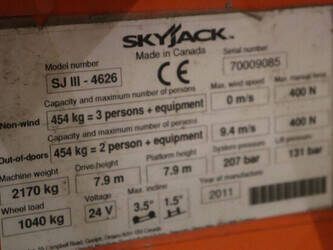 SKYJACK
Made in Canada
Model number
SJ III - 4626
CE
Serial number
70009085
Capacity and maximum number of persons
Max. wind speed
Max. manual force
Non-wind
454 kg = 3 persons + equipment
0 m/s
400 N
Capacity and maximum number of persons
Out-of-doors
454 kg = 2 person + equipment
9.4 m/s
400 N
Machine weight
Drive height
Platform height
System pressure
Lift pressure
2170 kg
7.9 m
7.9 m
207 bar
131 bar
Wheel load
Voltage
Max. incline
Year of manufacture
1040 kg
24 V
3.5°
1.5°
2011